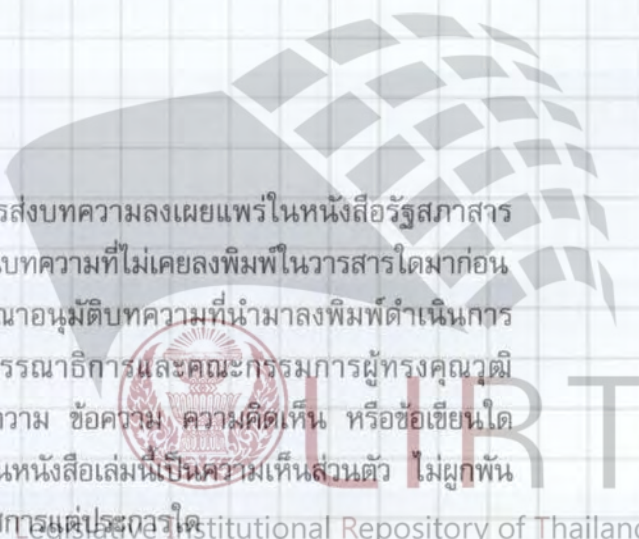 รส่งบทความลงเผยแพร่ในหนังสือรัฐสภาสาร
บทความที่ไม่เคยลงพิมพ์ในวารสารใดมาก่อน
ณาอนุมัติบทความที่นำมาลงพิมพ์ดำเนินการ
รรณาธิการและคณะกรรมการผู้ทรงคุณวุฒิ
วาม ข้อความ ความคิดเห็น หรือข้อเขียนใด
นหนังสือเล่มนี้เป็นความเห็นส่วนตัว ไม่ผูกพัน
LIRT
สการแต่ประการใด
Legislative Institutional Repository of Thailand